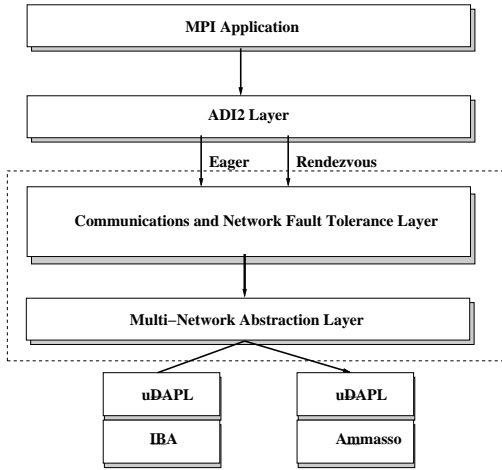 MPI Application
ADI2 Layer
Eager Rendezvous
Communications and Network Fault Tolerance Layer
Multi−Network Abstraction Layer
uDAPL uDAPL
IBA Ammasso